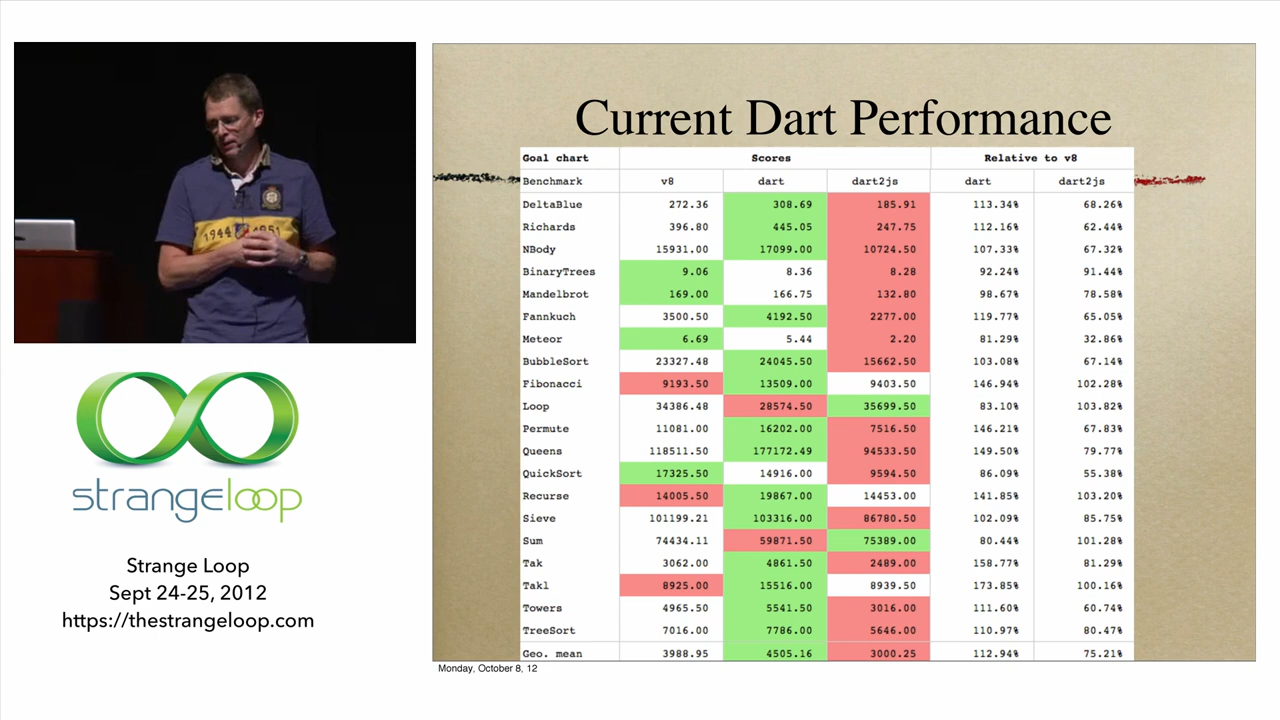 1944 1951
strangeloop
Strange Loop
Sept 24-25, 2012
https://thestrangeloop.com
Current Dart Performance
Goal chart Scores Relative to v8
Benchmark v8 dart dart2js dart dart2js
DeltaBlue 272.36 308.69 185.91 113.34% 68.26%
Richards 396.80 445.05 247.75 112.16% 62.44%
NBody 15931.00 17099.00 10724.50 107.33% 67.32%
BinaryTrees 9.06 8.36 8.28 92.24% 91.44%
Mandelbrot 169.00 166.75 132.80 98.67% 78.58%
Fannkuch 3500.50 4192.50 2277.00 119.77% 65.05%
Meteor 6.69 5.44 2.20 81.29% 32.86%
BubbleSort 23327.48 24045.50 15662.50 103.08% 67.14%
Fibonacci 9193.50 13509.00 9403.50 146.94% 102.28%
Loop 34386.48 28574.50 35699.50 83.10% 103.82%
Permute 11081.00 16202.00 7516.50 146.21% 67.83%
Queens 118511.50 177172.49 94533.50 149.50% 79.77%
QuickSort 17325.50 14916.00 9594.50 86.09% 55.38%
Recurse 14005.50 19867.00 14453.00 141.85% 103.20%
Sieve 101199.21 103316.00 86780.50 102.09% 85.75%
Sum 74434.11 59871.50 75389.00 80.44% 101.28%
Tak 3062.00 4861.50 2489.00 158.77% 81.29%
Takl 8925.00 15516.00 8939.50 173.85% 100.16%
Towers 4965.50 5541.50 3016.00 111.60% 60.74%
TreeSort 7016.00 7786.00 5646.00 110.97% 80.47%
Geo. mean 3988.95 4505.16 3000.25 112.94% 75.21%
Monday, October 8, 12